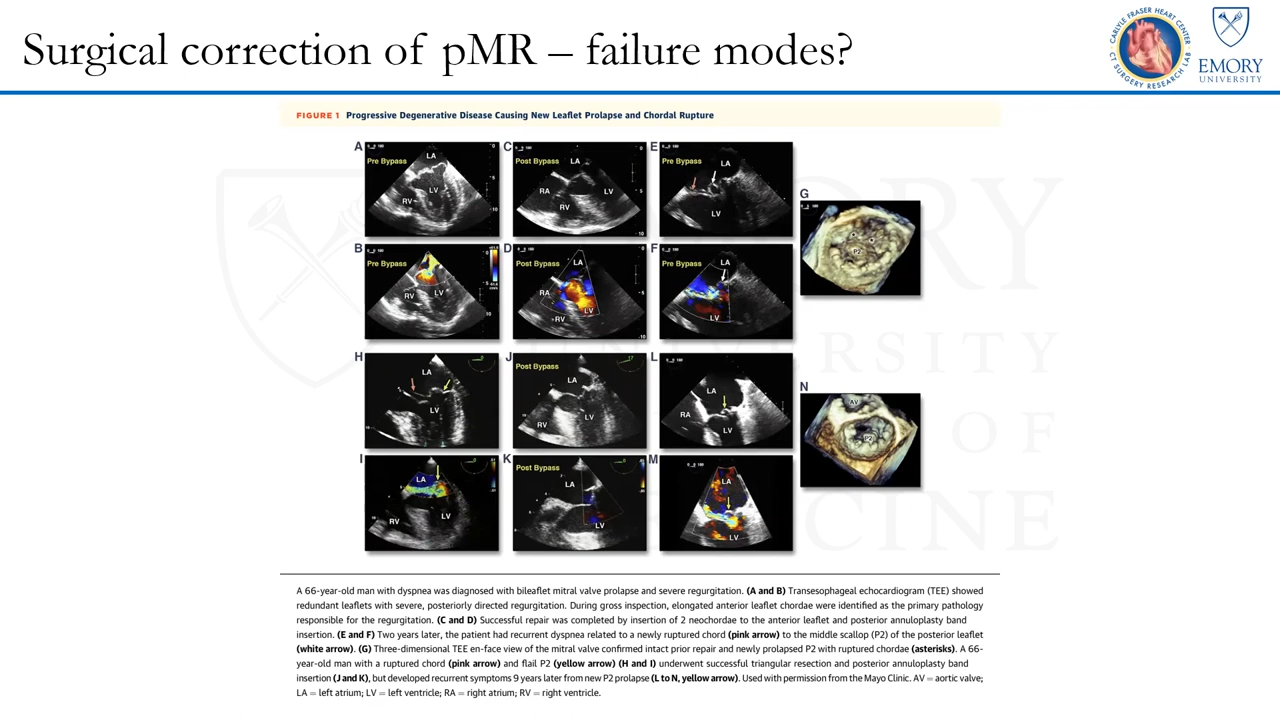 Surgical correction of pMR – failure modes?
CARLYLE FRASER HEART CENTER
CT SURGERY RESEARCH LAB
EMORY
UNIVERSITY
FIGURE 1 Progressive Degenerative Disease Causing New Leaflet Prolapse and Chordal Rupture
A
Pre Bypass
LA
LV
RV
C
Post Bypass
LA
RA
LV
RV
E
Pre Bypass
LA
LV
G
P2
B
Pre Bypass
RV
LV
D
Post Bypass
LA
RA
LV
RV
F
Pre Bypass
LA
LV
H
LA
LV
J
Post Bypass
LA
LV
RV
L
LA
RA
LV
N
AV
P2
I
LA
LV
RV
K
Post Bypass
LA
LV
M
LA
LV
A 66-year-old man with dyspnea was diagnosed with bileaflet mitral valve prolapse and severe regurgitation. (A and B) Transesophageal echocardiogram (TEE) showed
redundant leaflets with severe, posteriorly directed regurgitation. During gross inspection, elongated anterior leaflet chordae were identified as the primary pathology
responsible for the regurgitation. (C and D) Successful repair was completed by insertion of 2 neochordae to the anterior leaflet and posterior annuloplasty band
insertion. (E and F) Two years later, the patient had recurrent dyspnea related to a newly ruptured chord (pink arrow) to the middle scallop (P2) of the posterior leaflet
(white arrow). (G) Three-dimensional TEE en-face view of the mitral valve confirmed intact prior repair and newly prolapsed P2 with ruptured chordae (asterisks). A 66-
year-old man with a ruptured chord (pink arrow) and flail P2 (yellow arrow) (H and I) underwent successful triangular resection and posterior annuloplasty band
insertion (J and K), but developed recurrent symptoms 9 years later from new P2 prolapse (L to N, yellow arrow). Used with permission from the Mayo Clinic. AV = aortic valve;
LA = left atrium; LV = left ventricle; RA = right atrium; RV = right ventricle.